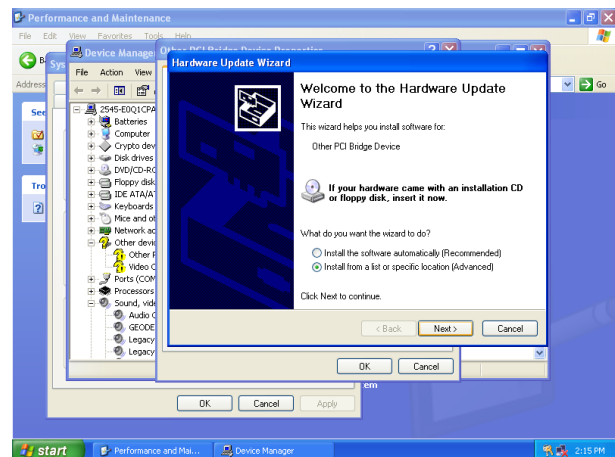 Performance and Maintenance
File Edit View Favorites Tools Help
Device Manager
Other PCI Bridge Device Properties
Hardware Update Wizard
File Action View
Address
Go
Welcome to the Hardware Update
Wizard
This wizard helps you install software for:
Other PCI Bridge Device
If your hardware came with an installation CD
or floppy disk, insert it now.
What do you want the wizard to do?
Install the software automatically (Recommended)
Install from a list or specific location (Advanced)
Click Next to continue.
< Back Next > Cancel
Sys
See
Tro
2545-E0Q1CPA
Batteries
Computer
Crypto dev
Disk drives
DVD/CD-RO
Floppy disk
IDE ATA/AT
Keyboards
Mice and ot
Network ac
Other devic
Other P
Video C
Ports (COM
Processors
Sound, vide
Audio C
GEODE
Legacy
Legacy
OK Cancel
em
OK Cancel Apply
start Performance and Mai... Device Manager 2:15 PM